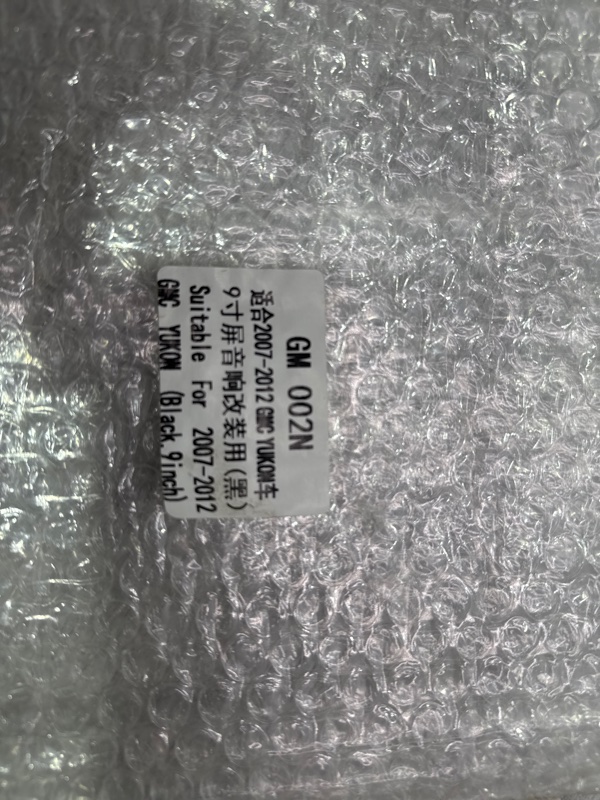 GM 002N
适合2007-2012 GMC YUKON车
9寸屏音响改装用(黑)
Suitable For 2007-2012
GMC YUKON (Black 9inch)